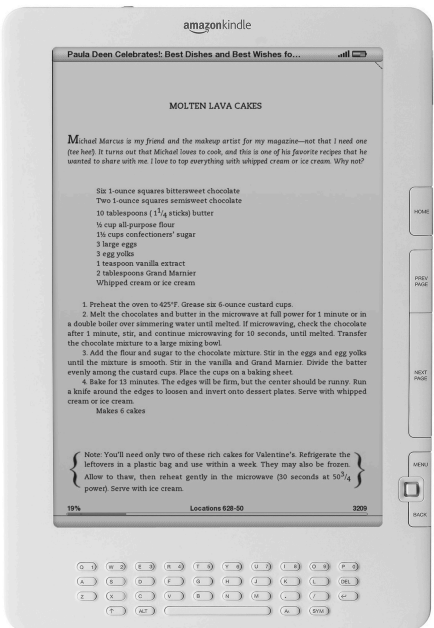 amazonkindle
Paula Deen Celebrates!: Best Dishes and Best Wishes fo...
MOLTEN LAVA CAKES
Michael Marcus is my friend and the makeup artist for my magazine—not that I need one
(tee hee!). It turns out that Michael loves to cook, and this is one of his favorite recipes that he
wanted to share with me. I love to top everything with whipped cream or ice cream. Why not?
Six 1-ounce squares bittersweet chocolate
Two 1-ounce squares semisweet chocolate
10 tablespoons ( 1 1/4 sticks) butter
½ cup all-purpose flour
1½ cups confectioners' sugar
3 large eggs
3 egg yolks
1 teaspoon vanilla extract
2 tablespoons Grand Marnier
Whipped cream or ice cream
1. Preheat the oven to 425°F. Grease six 6-ounce custard cups.
2. Melt the chocolates and butter in the microwave at full power for 1 minute or in
a double boiler over simmering water until melted. If microwaving, check the chocolate
after 1 minute, stir, and continue microwaving for 10 seconds, until melted. Transfer
the chocolate mixture to a large mixing bowl.
3. Add the flour and sugar to the chocolate mixture. Stir in the eggs and egg yolks
until the mixture is smooth. Stir in the vanilla and Grand Marnier. Divide the batter
evenly among the custard cups. Place the cups on a baking sheet.
4. Bake for 13 minutes. The edges will be firm, but the center should be runny. Run
a knife around the edges to loosen and invert onto dessert plates. Serve with whipped
cream or ice cream.
Makes 6 cakes
Note: You'll need only two of these rich cakes for Valentine's. Refrigerate the
leftovers in a plastic bag and use within a week. They may also be frozen.
Allow to thaw, then reheat gently in the microwave (30 seconds at 50 3/4
power). Serve with ice cream.
19% Locations 628-50 3209
HOME
PREV
PAGE
NEXT
PAGE
MENU
BACK
Q 1 W 2 E 3 R 4 T 5 Y 6 U 7 I 8 O 9 P 0
A S D F G H J K L DEL
Z X C V B N M .  /
ALT Aa SYM